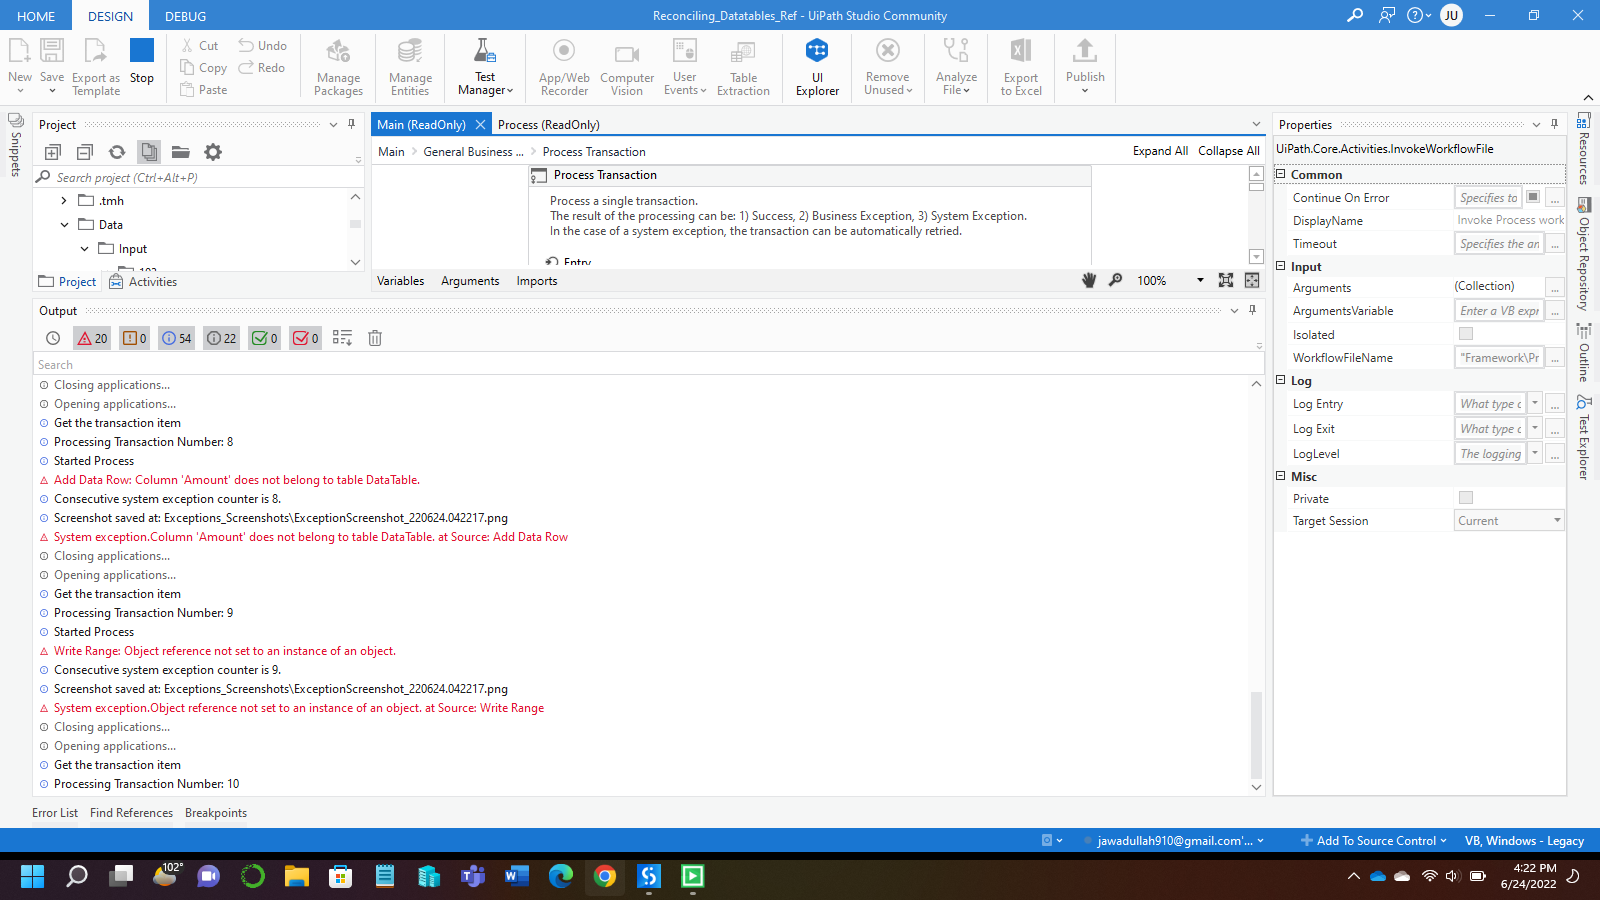 HOME DESIGN DEBUG
Reconciling_Datatables_Ref - UiPath Studio Community
JU
New
Save
Export as
Template
Stop
Cut
Copy
Paste
Undo
Redo
Manage
Packages
Manage
Entities
Test
Manager
App/Web
Recorder
Computer
Vision
User
Events
Table
Extraction
UI
Explorer
Remove
Unused
Analyze
File
Export
to Excel
Publish
Snippets
Project
Search project (Ctrl+Alt+P)
.tmh
Data
Input
Project Activities
Main (ReadOnly) Process (ReadOnly)
Main General Business ... Process Transaction
Expand All Collapse All
Process Transaction
Process a single transaction.
The result of the processing can be: 1) Success, 2) Business Exception, 3) System Exception.
In the case of a system exception, the transaction can be automatically retried.
Entry
Variables Arguments Imports
100%
Output
20 0 54 22 0 0
Search
Closing applications...
Opening applications...
Get the transaction item
Processing Transaction Number: 8
Started Process
Add Data Row: Column 'Amount' does not belong to table DataTable.
Consecutive system exception counter is 8.
Screenshot saved at: Exceptions_Screenshots\ExceptionScreenshot_220624.042217.png
System exception.Column 'Amount' does not belong to table DataTable. at Source: Add Data Row
Closing applications...
Opening applications...
Get the transaction item
Processing Transaction Number: 9
Started Process
Write Range: Object reference not set to an instance of an object.
Consecutive system exception counter is 9.
Screenshot saved at: Exceptions_Screenshots\ExceptionScreenshot_220624.042217.png
System exception.Object reference not set to an instance of an object. at Source: Write Range
Closing applications...
Opening applications...
Get the transaction item
Processing Transaction Number: 10
Error List Find References Breakpoints
Properties
UiPath.Core.Activities.InvokeWorkflowFile
Common
Continue On Error Specifies to ...
DisplayName Invoke Process work
Timeout Specifies the an ...
Input
Arguments (Collection) ...
ArgumentsVariable Enter a VB expr ...
Isolated
WorkflowFileName "Framework\Pr ...
Log
Log Entry What type c ...
Log Exit What type c ...
LogLevel The logging ...
Misc
Private
Target Session Current
Resources
Object Repository
Outline
Test Explorer
jawadullah910@gmail.com'...
Add To Source Control
VB, Windows - Legacy
102°
4:22 PM
6/24/2022